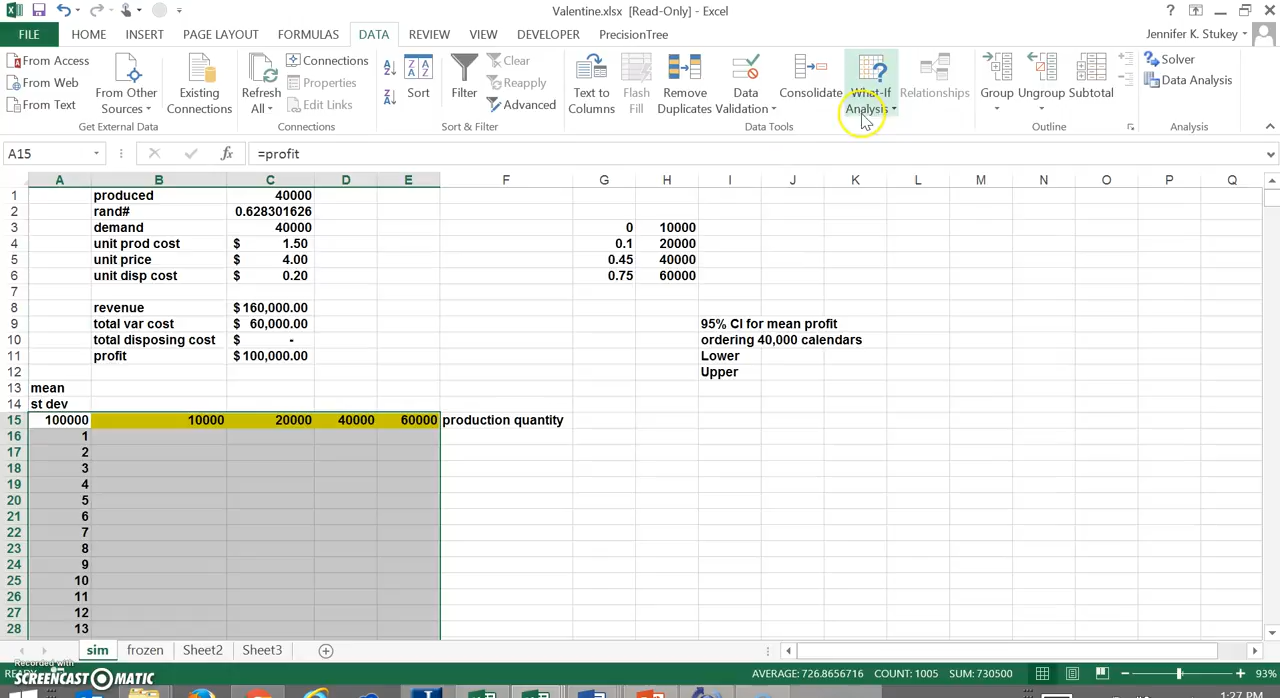 Valentine.xlsx [Read-Only] - Excel
FILE HOME INSERT PAGE LAYOUT FORMULAS DATA REVIEW VIEW DEVELOPER PrecisionTree Jennifer K. Stukey
From Access
From Web
From Text
From Other Sources
Existing Connections
Get External Data
Refresh All
Connections
Properties
Edit Links
Connections
Sort
Filter
Clear
Reapply
Advanced
Sort & Filter
Text to Columns
Flash Fill
Remove Duplicates
Data Validation
Consolidate
What-If Analysis
Relationships
Data Tools
Group
Ungroup
Subtotal
Outline
Solver
Data Analysis
Analysis
A15 fx =profit
A B C D E F G H I J K L M N O P Q
1 produced 40000
2 rand# 0.628301626
3 demand 40000 0 10000
4 unit prod cost $ 1.50 0.1 20000
5 unit price $ 4.00 0.45 40000
6 unit disp cost $ 0.20 0.75 60000
7
8 revenue $ 160,000.00
9 total var cost $ 60,000.00 95% CI for mean profit
10 total disposing cost $ - ordering 40,000 calendars
11 profit $ 100,000.00 Lower
12 Upper
13 mean
14 st dev
15 100000 10000 20000 40000 60000 production quantity
16 1
17 2
18 3
19 4
20 5
21 6
22 7
23 8
24 9
25 10
26 11
27 12
28 13
sim frozen Sheet2 Sheet3
Recorded with
SCREENCAST MATIC
AVERAGE: 726.8656716 COUNT: 1005 SUM: 730500 93%
1:27 PM